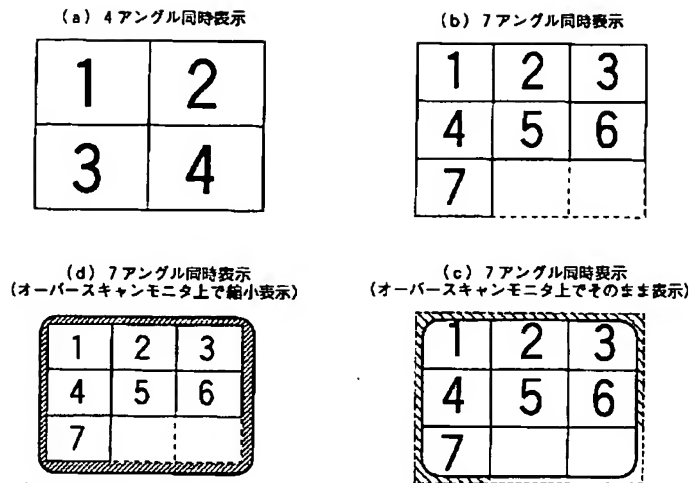 (a) 4アングル同時表示
1 2
3 4
(b) 7アングル同時表示
1 2 3
4 5 6
7
(d) 7アングル同時表示
(オーバースキャンモニタ上で縮小表示)
1 2 3
4 5 6
7
(c) 7アングル同時表示
(オーバースキャンモニタ上でそのまま表示)
1 2 3
4 5 6
7